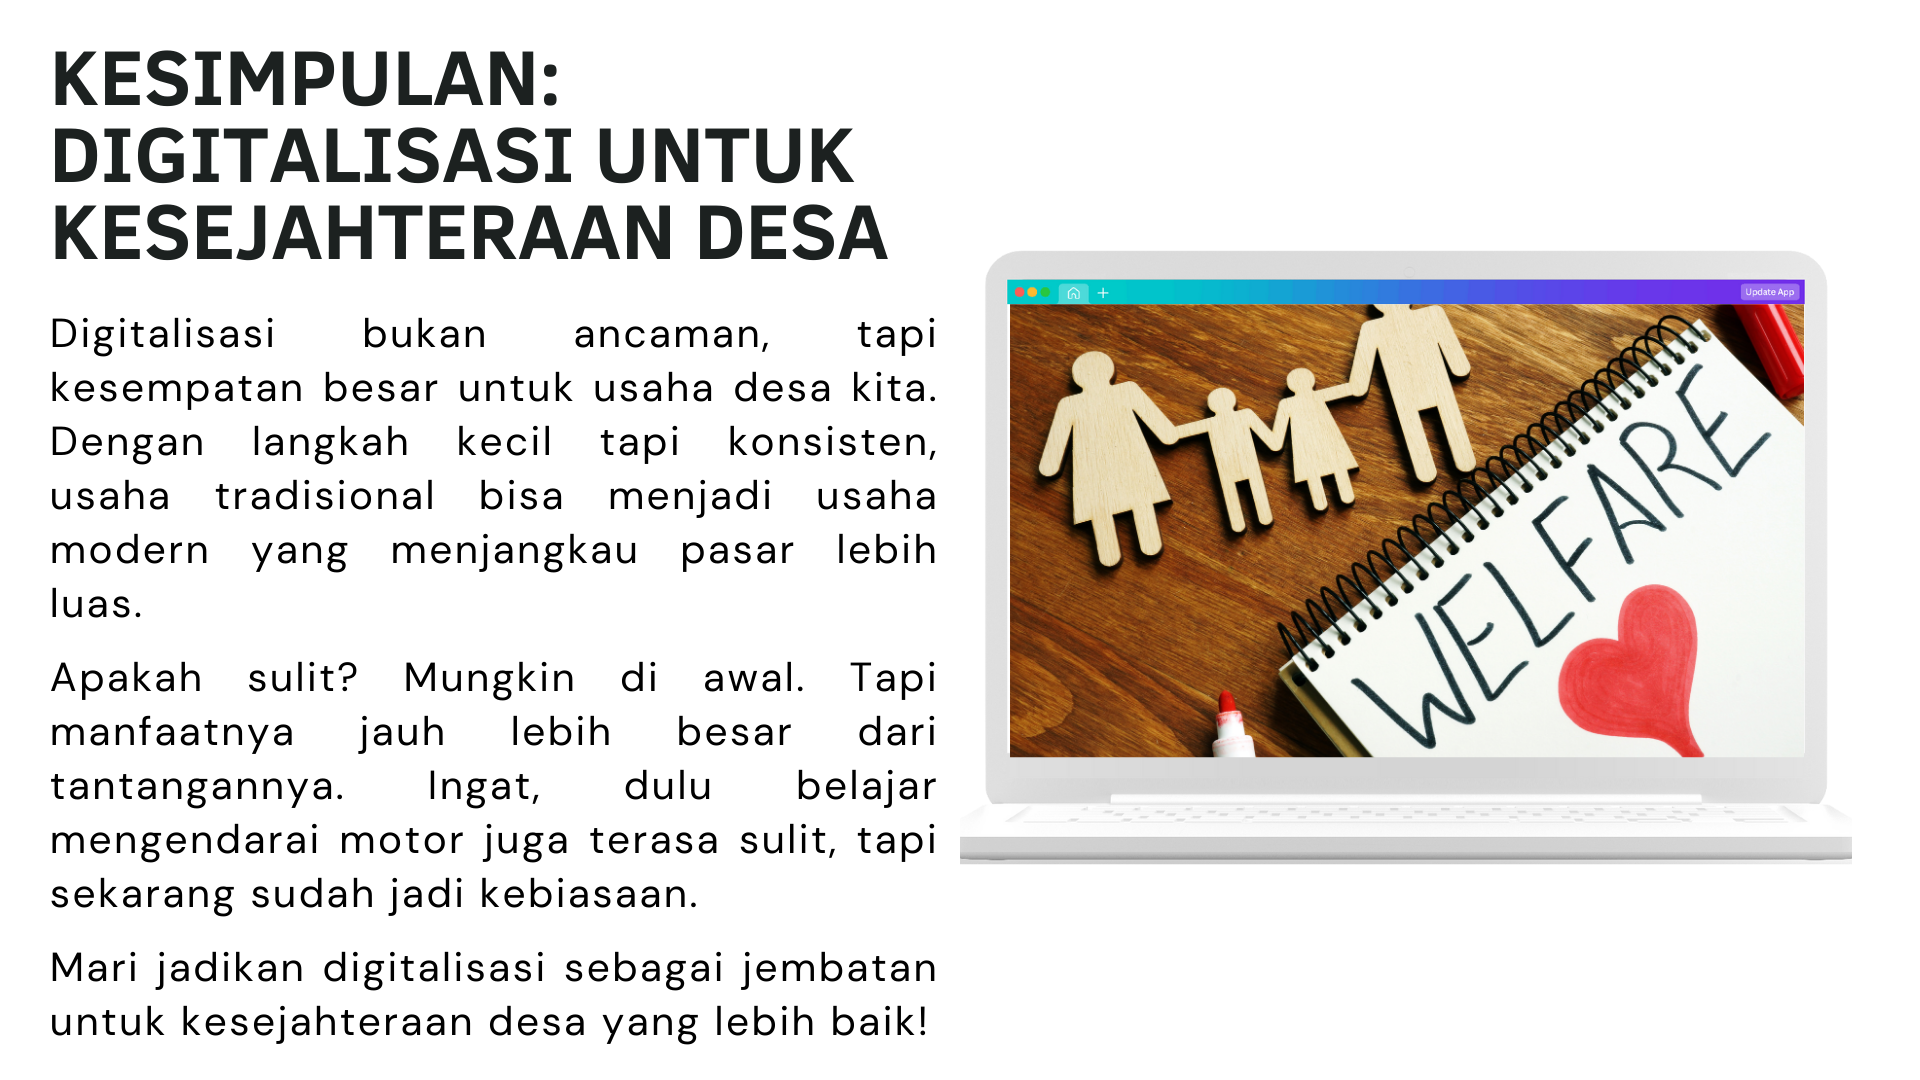 KESIMPULAN:
DIGITALISASI UNTUK
KESEJAHTERAAN DESA
Digitalisasi bukan ancaman, tapi
kesempatan besar untuk usaha desa kita.
Dengan langkah kecil tapi konsisten,
usaha tradisional bisa menjadi usaha
modern yang menjangkau pasar lebih
luas.
Apakah sulit? Mungkin di awal. Tapi
manfaatnya jauh lebih besar dari
tantangannya. Ingat, dulu belajar
mengendarai motor juga terasa sulit, tapi
sekarang sudah jadi kebiasaan.
Mari jadikan digitalisasi sebagai jembatan
untuk kesejahteraan desa yang lebih baik!
Update App
WELFARE